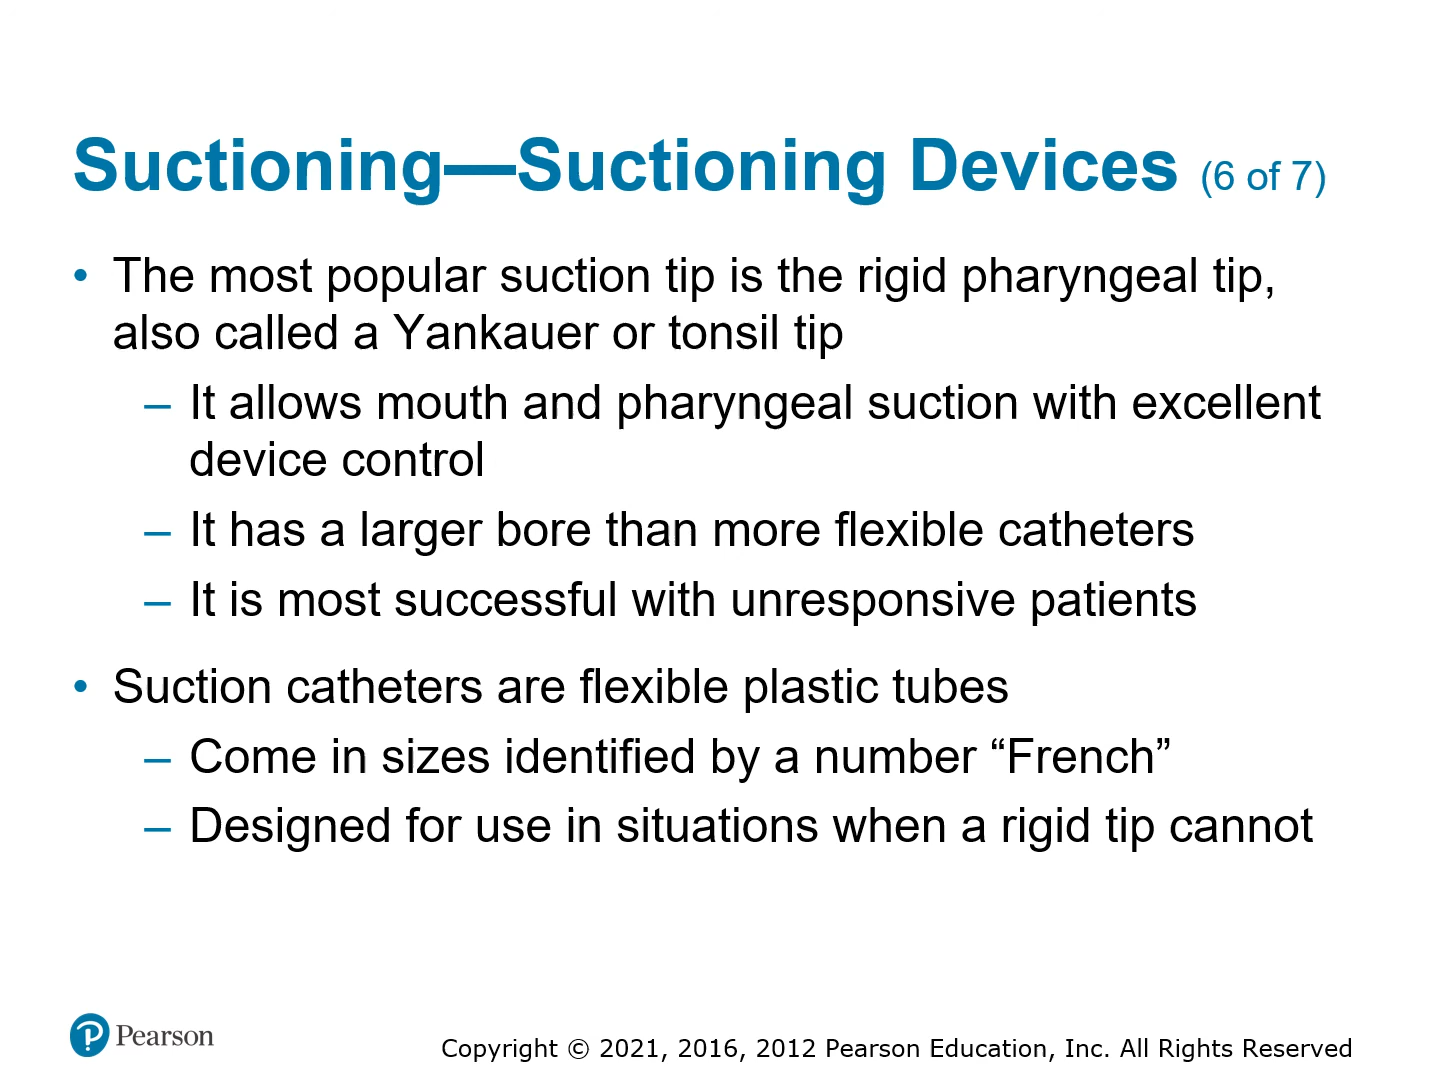 Suctioning—Suctioning Devices (6 of 7)
• The most popular suction tip is the rigid pharyngeal tip,
also called a Yankauer or tonsil tip
– It allows mouth and pharyngeal suction with excellent
device control
– It has a larger bore than more flexible catheters
– It is most successful with unresponsive patients
• Suction catheters are flexible plastic tubes
– Come in sizes identified by a number “French”
– Designed for use in situations when a rigid tip cannot
Pearson
Copyright © 2021, 2016, 2012 Pearson Education, Inc. All Rights Reserved